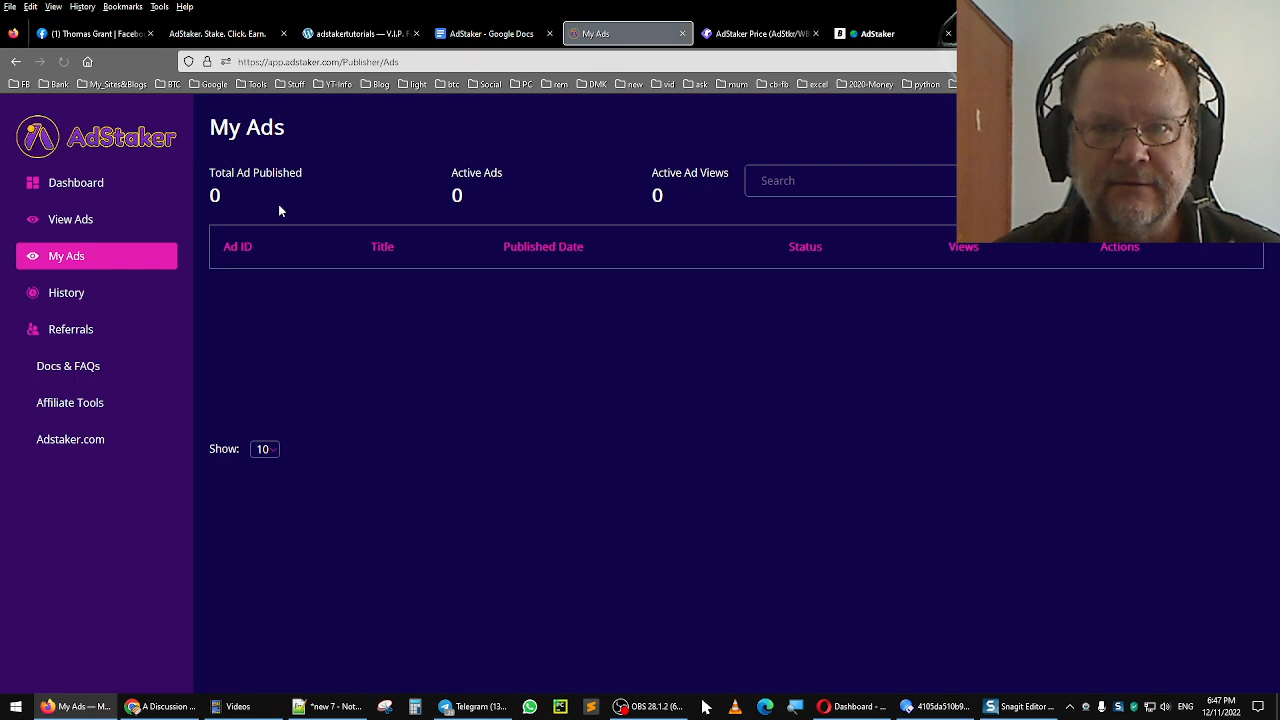 File Edit View History Bookmarks Tools Help
(1) Thomas Grant | Facebo
AdStaker. Stake. Click. Earn.
adstakertutorials — V.I.P. F
AdStaker - Google Docs
My Ads
AdStaker Price (AdStkr/WB
AdStaker
https://app.adstaker.com/Publisher/Ads
FB Bank My_Sites&Blogs BTC Google Tools Stuff YT-Info Blog light btc Social PC rem DMK new vid ask mum cb-fb excel 2020-Money python
AdStaker
Dashboard
View Ads
My Ads
History
Referrals
Docs & FAQs
Affiliate Tools
Adstaker.com
My Ads
Total Ad Published
0
Active Ads
0
Active Ad Views
0
Search
Ad ID Title Published Date Status Views Actions
Show: 10
My Ads — M...
A Discussion ...
Videos
*new 7 - Not...
Telegram (13...
OBS 28.1.2 (6...
Dashboard - ...
4105da510b9...
Snagit Editor ...
ENG
6:47 PM
12/11/2022